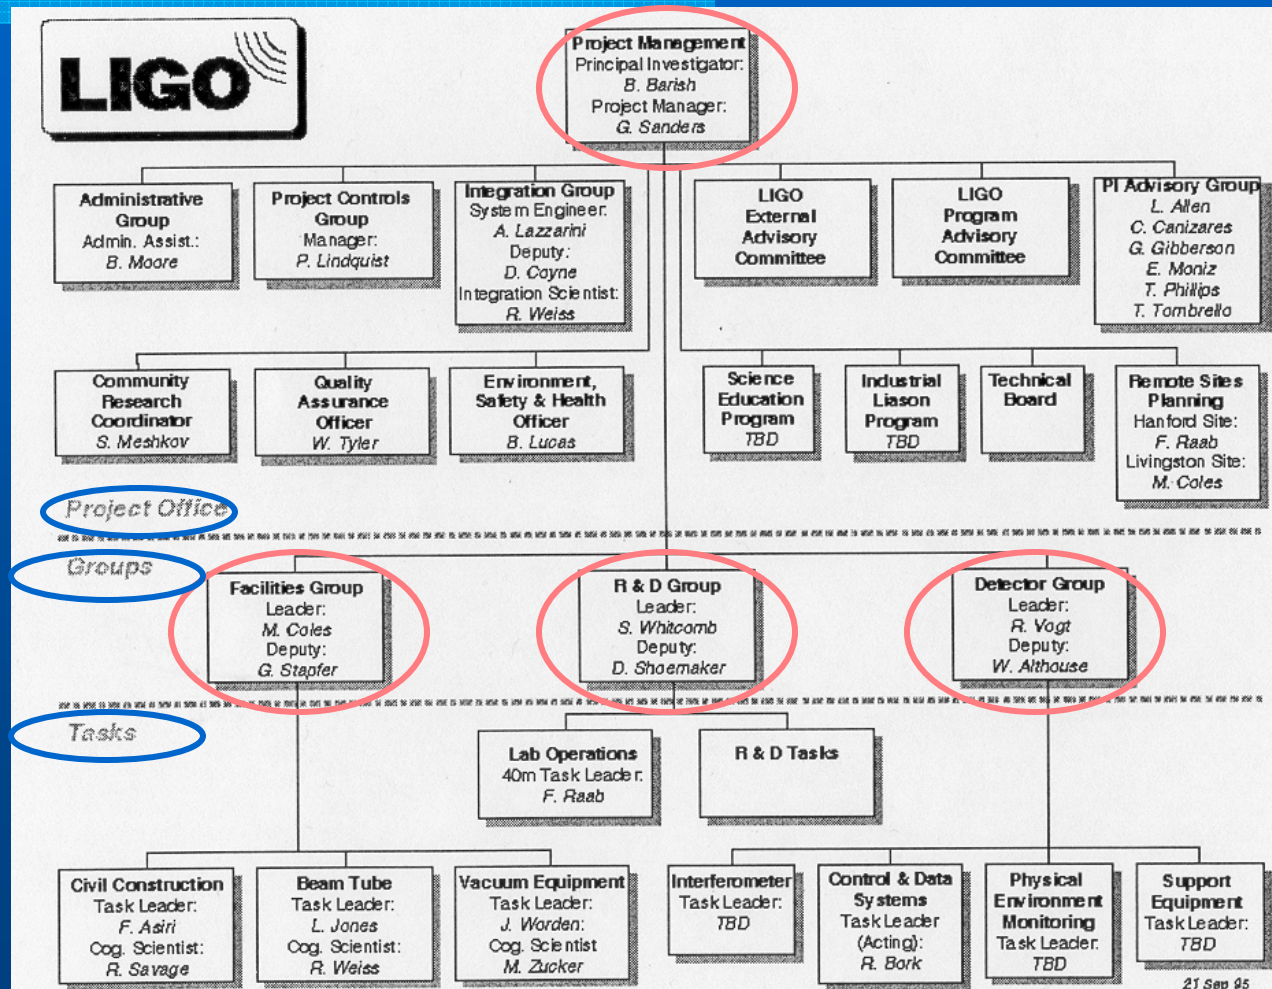 LIGO
Project Management
Principal Investigator:
B. Barish
Project Manager:
G. Sanders
Administrative
Group
Admin. Assist.:
B. Moore
Project Controls
Group
Manager:
P. Lindquist
Integration Group
System Engineer:
A. Lazzarini
Deputy:
D. Coyne
Integration Scientist:
R. Weiss
LIGO
External
Advisory
Committee
LIGO
Program
Advisory
Committee
PI Advisory Group
L. Allen
C. Canizares
G. Gibberson
E. Moniz
T. Phillips
T. Tombrello
Community
Research
Coordinator
S. Meshkov
Quality
Assurance
Officer
W. Tyler
Environment,
Safety & Health
Officer
B. Lucas
Science
Education
Program
TBD
Industrial
Liason
Program
TBD
Technical
Board
Remote Sites
Planning
Hanford Site:
F. Raab
Livingston Site:
M. Coles
Project Office
Groups
Facilities Group
Leader:
M. Coles
Deputy:
G. Stapfer
R & D Group
Leader:
S. Whitcomb
Deputy:
D. Shoemaker
Detector Group
Leader:
R. Vogt
Deputy:
W. Althouse
Tasks
Lab Operations
40m Task Leader:
F. Raab
R & D Tasks
Civil Construction
Task Leader:
F. Asiri
Cog. Scientist:
R. Savage
Beam Tube
Task Leader:
L. Jones
Cog. Scientist:
R. Weiss
Vacuum Equipment
Task Leader:
J. Worden:
Cog. Scientist
M. Zucker
Interferometer
Task Leader:
TBD
Control & Data
Systems
Task Leader
(Acting):
R. Bork
Physical
Environment
Monitoring
Task Leader:
TBD
Support
Equipment
Task Leader:
TBD
21 Sep 95